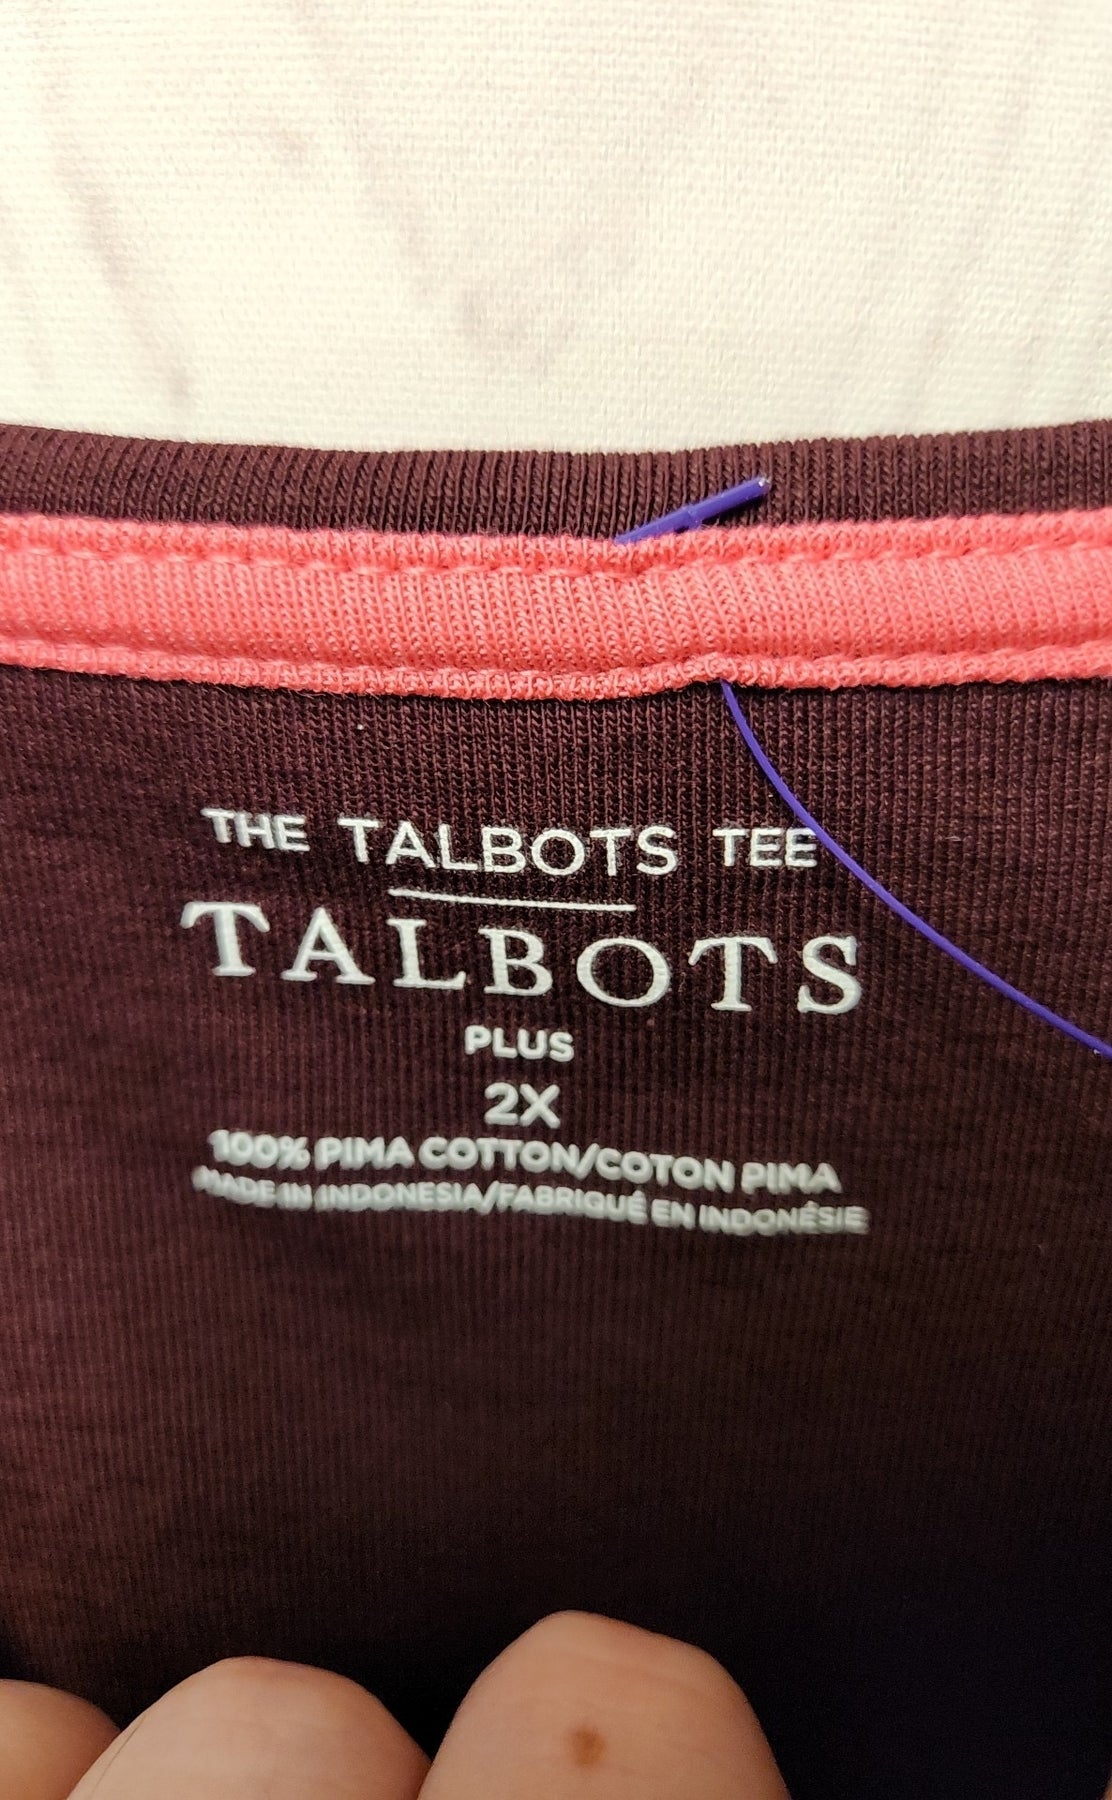 THE TALBOTS TEE
TALBOTS
PLUS
2X
100% PIMA COTTON/COTON PIMA
MADE IN INDONESIA/FABRIQUÉ EN INDONÉSIE